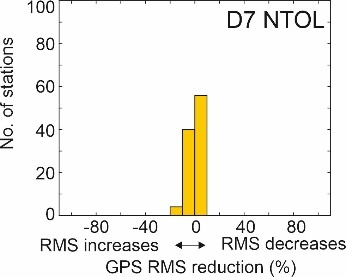 D7 NTOL
No. of stations
100
80
60
40
20
0
-80 -40 0 40 80
RMS increases RMS decreases
GPS RMS reduction (%)